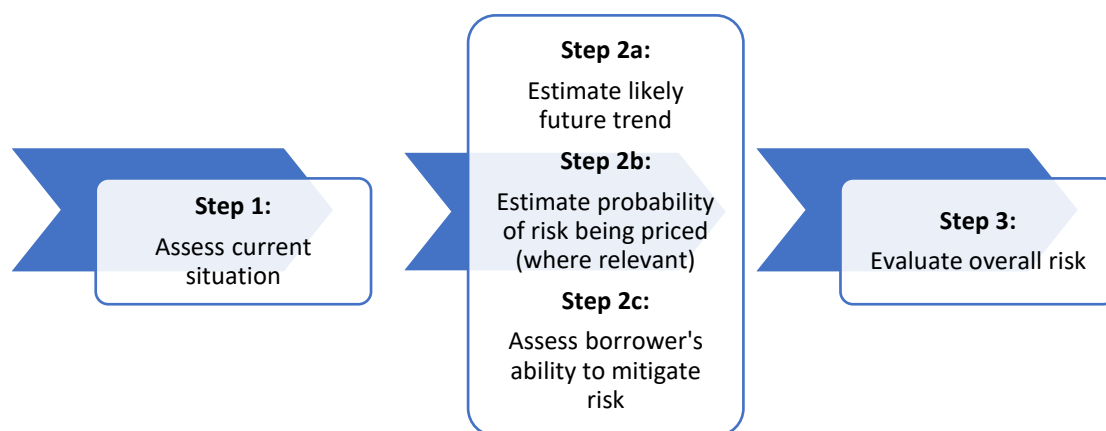 Step 1:
Assess current
situation
Step 2a:
Estimate likely
future trend
Step 2b:
Estimate probability
of risk being priced
(where relevant)
Step 2c:
Assess borrower's
ability to mitigate
risk
Step 3:
Evaluate overall risk